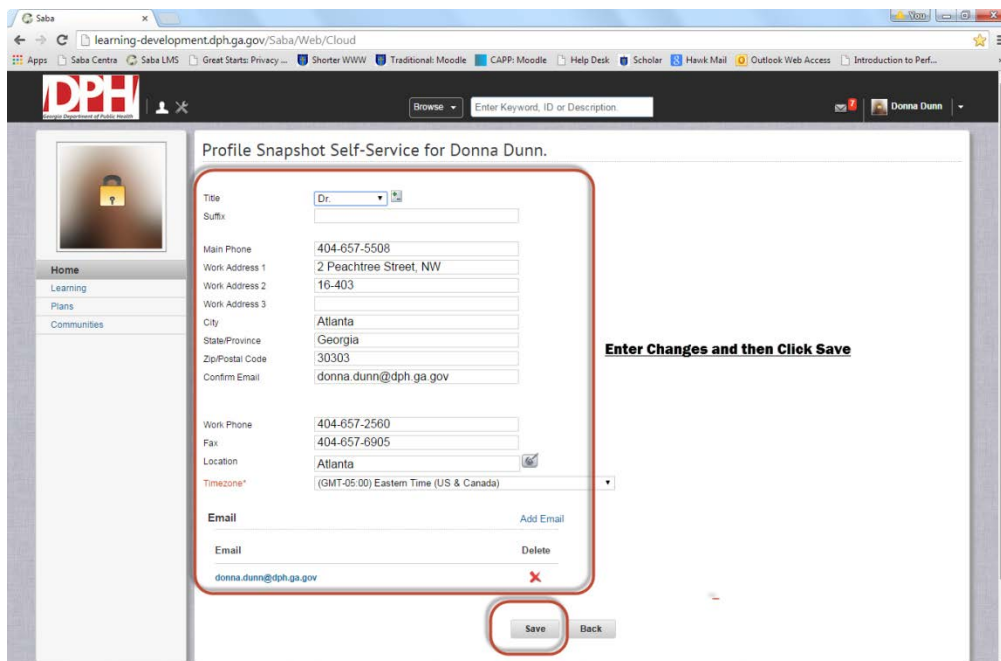 Saba
You
learning-development.dph.ga.gov/Saba/Web/Cloud
Apps Saba Centra Saba LMS Great Starts: Privacy ... Shorter WWW Traditional: Moodle CAPP: Moodle Help Desk Scholar Hawk Mail Outlook Web Access Introduction to Perf...
DPH
Georgia Department of Public Health
Browse Enter Keyword, ID or Description. Donna Dunn
Profile Snapshot Self-Service for Donna Dunn.
Home
Learning
Plans
Communities
Title Dr.
Suffix
Main Phone 404-657-5508
Work Address 1 2 Peachtree Street, NW
Work Address 2 16-403
Work Address 3
City Atlanta
State/Province Georgia
Zip/Postal Code 30303
Confirm Email donna.dunn@dph.ga.gov
Enter Changes and then Click Save
Work Phone 404-657-2560
Fax 404-657-6905
Location Atlanta
Timezone* (GMT-05:00) Eastern Time (US & Canada)
Email Add Email
Email Delete
donna.dunn@dph.ga.gov
Save Back